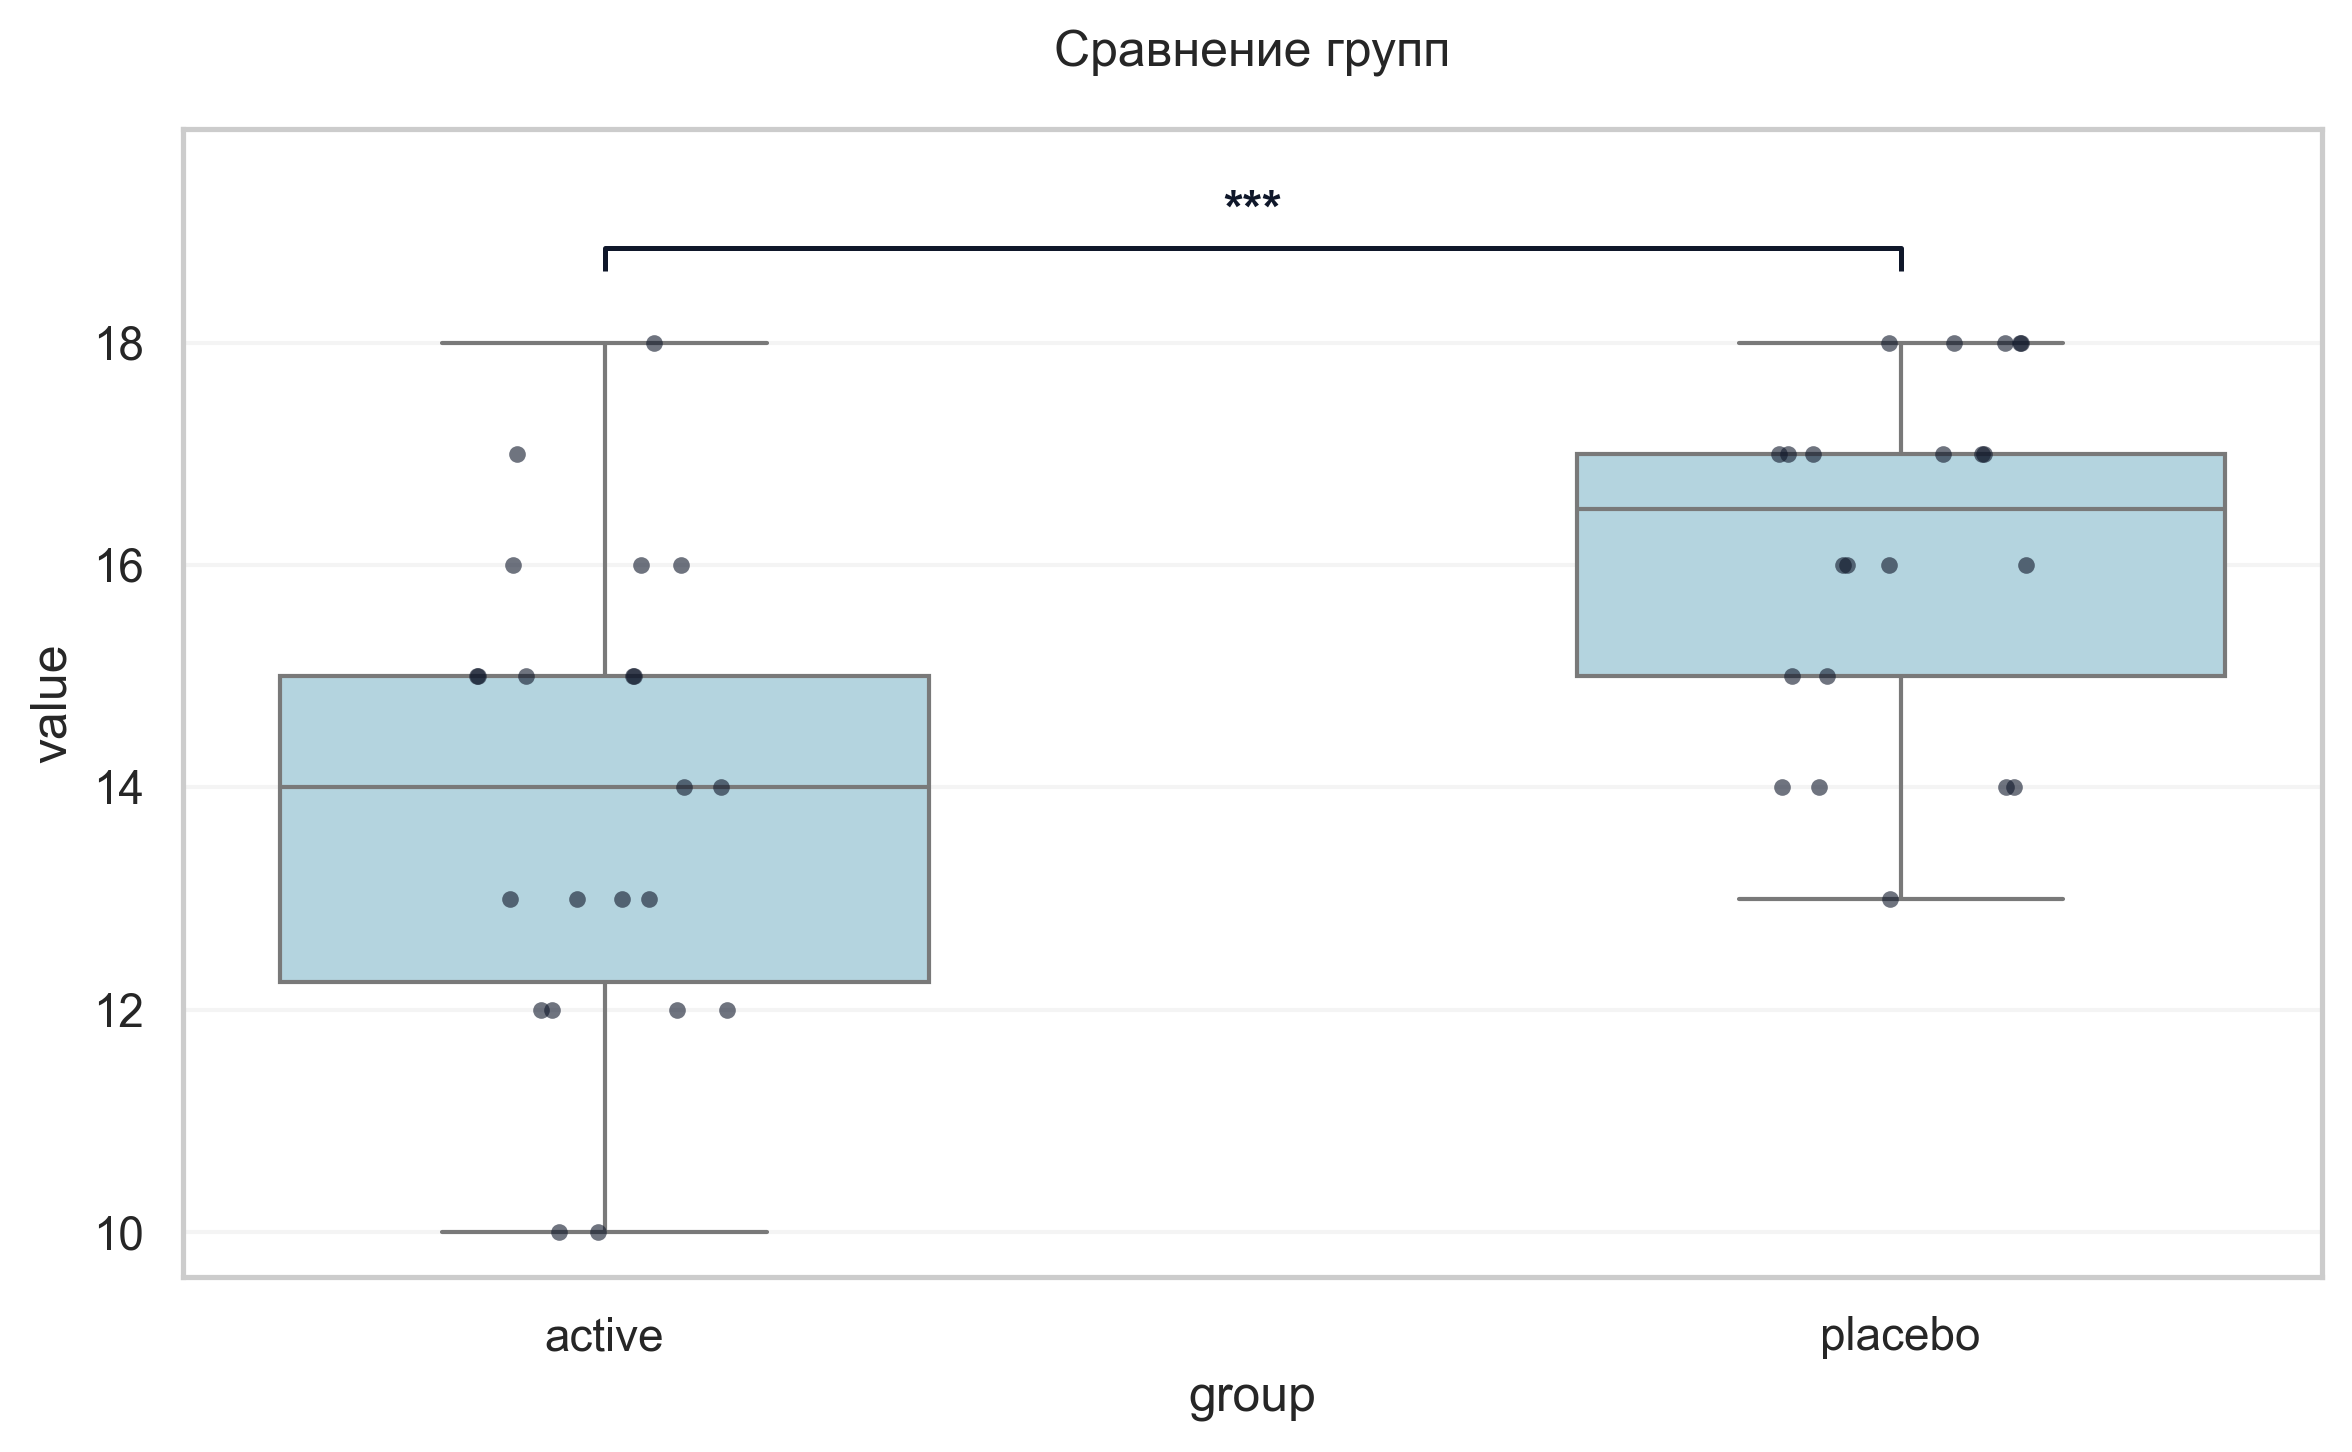 Сравнение групп
***
18
16
14
12
10
value
active
placebo
group